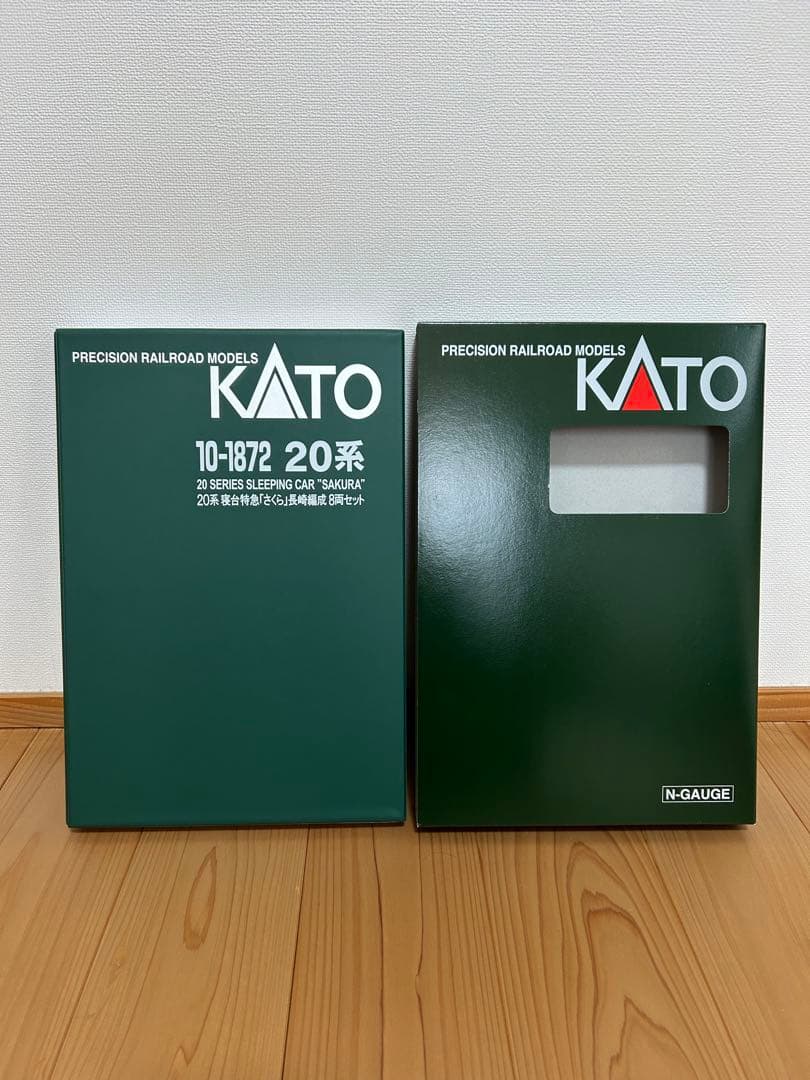 PRECISION RAILROAD MODELS
KATO
10-1872 20系
20 SERIES SLEEPING CAR "SAKURA"
20系 寝台特急「さくら」長崎編成 8両セット
PRECISION RAILROAD MODELS
KATO
N-GAUGE